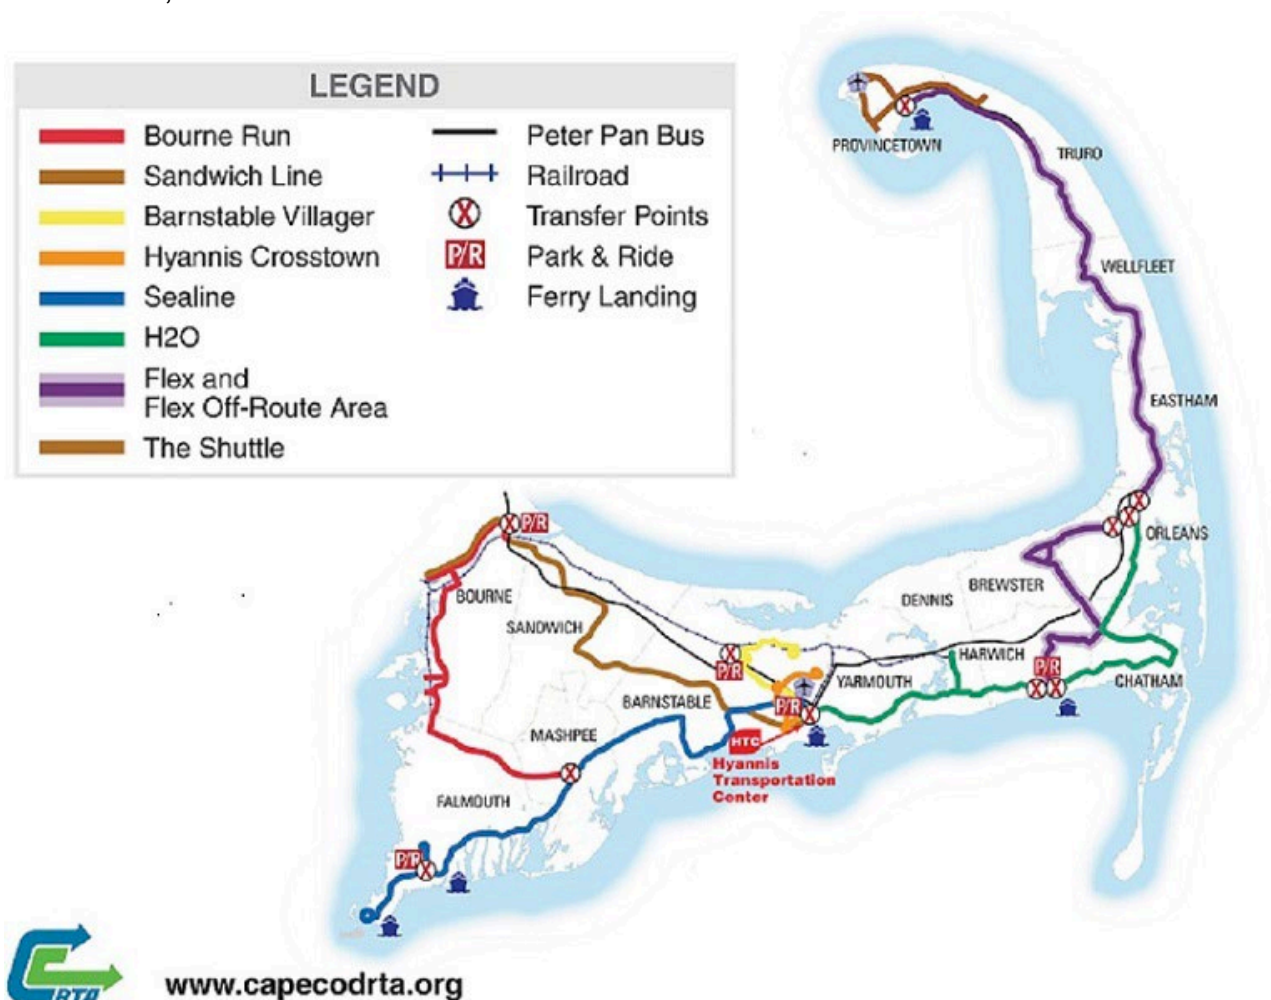 LEGEND
Bourne Run
Sandwich Line
Barnstable Villager
Hyannis Crosstown
Sealine
H2O
Flex and
Flex Off-Route Area
The Shuttle
Peter Pan Bus
Railroad
Transfer Points
P/R Park & Ride
Ferry Landing
PROVINCETOWN
TRURO
WELLFLEET
EASTHAM
ORLEANS
P/R
BOURNE
SANDWICH
BREWSTER
DENNIS
HARWICH
P/R
CHATHAM
P/R
YARMOUTH
BARNSTABLE
P/R
MASHPEE
HTC
Hyannis
Transportation
Center
FALMOUTH
P/R
RTA
www.capecodrta.org